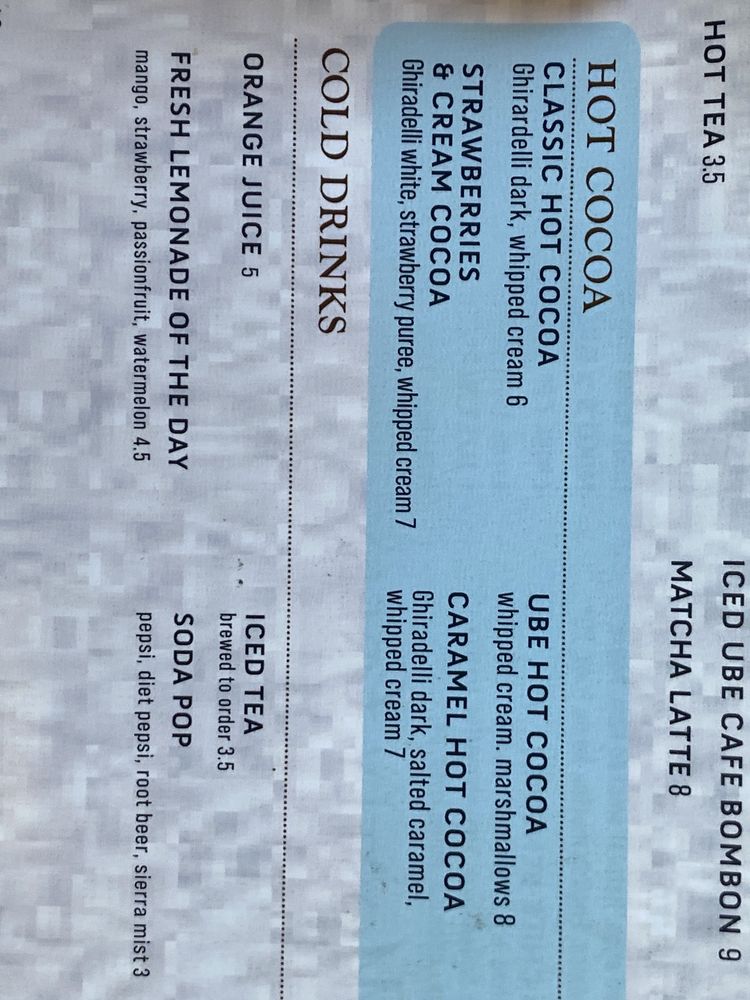 HOT TEA 3.5
ICED UBE CAFE BOMBON 9
MATCHA LATTE 8
HOT COCOA
CLASSIC HOT COCOA
Ghirardelli dark, whipped cream 6
STRAWBERRIES
& CREAM COCOA
Ghiradelli white, strawberry puree, whipped cream 7
UBE HOT COCOA
whipped cream. marshmallows 8
CARAMEL HOT COCOA
Ghiradelli dark, salted caramel,
whipped cream 7
COLD DRINKS
ORANGE JUICE 5
FRESH LEMONADE OF THE DAY
mango, strawberry, passionfruit, watermelon 4.5
ICED TEA
brewed to order 3.5
SODA POP
pepsi, diet pepsi, root beer, sierra mist 3